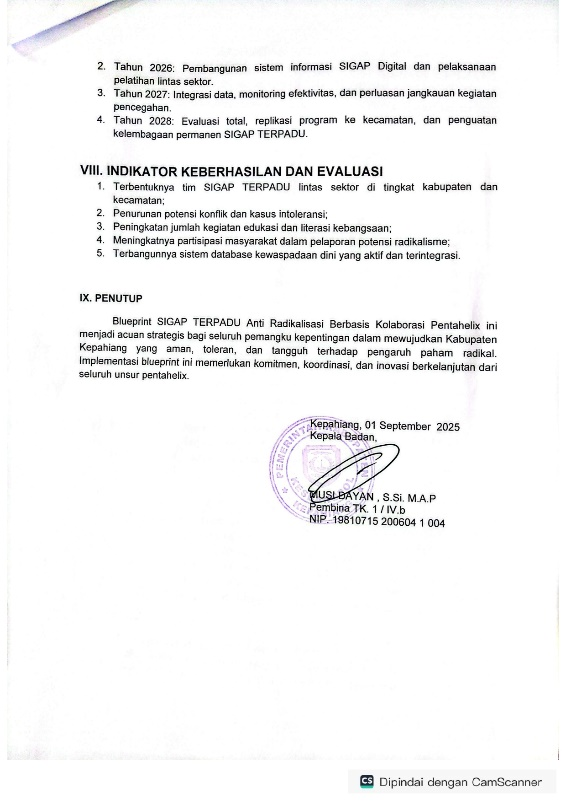 2. Tahun 2026: Pembangunan sistem informasi SIGAP Digital dan pelaksanaan
pelatihan lintas sektor.
3. Tahun 2027: Integrasi data, monitoring efektivitas, dan perluasan jangkauan kegiatan
pencegahan.
4. Tahun 2028: Evaluasi total, replikasi program ke kecamatan, dan penguatan
kelembagaan permanen SIGAP TERPADU.
VIII. INDIKATOR KEBERHASILAN DAN EVALUASI
1. Terbentuknya tim SIGAP TERPADU lintas sektor di tingkat kabupaten dan
kecamatan;
2. Penurunan potensi konflik dan kasus intoleransi;
3. Peningkatan jumlah kegiatan edukasi dan literasi kebangsaan;
4. Meningkatnya partisipasi masyarakat dalam pelaporan potensi radikalisme;
5. Terbangunnya sistem database kewaspadaan dini yang aktif dan terintegrasi.
IX. PENUTUP
Blueprint SIGAP TERPADU Anti Radikalisasi Berbasis Kolaborasi Pentahelix ini
menjadi acuan strategis bagi seluruh pemangku kepentingan dalam mewujudkan Kabupaten
Kepahiang yang aman, toleran, dan tangguh terhadap pengaruh paham radikal.
Implementasi blueprint ini memerlukan komitmen, koordinasi, dan inovasi berkelanjutan dari
seluruh unsur pentahelix.
Kepahiang, 01 September 2025
Kepala Badan,
MUSI DAYAN , S.Si. M.A.P
Pembina TK. 1 / IV.b
NIP. 19810715 200604 1 004
CS Dipindai dengan CamScanner